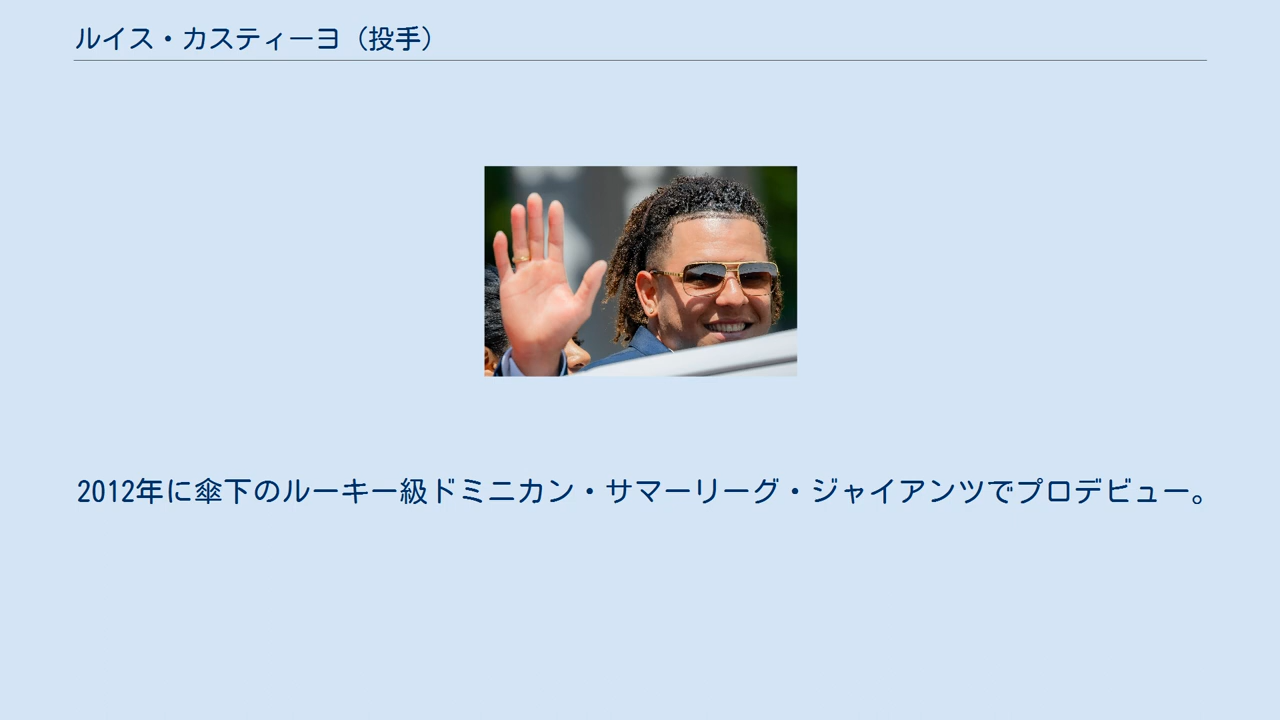 ルイス・カスティーヨ（投手）
2012年に傘下のルーキー級ドミニカン・サマーリーグ・ジャイアンツでプロデビュー。